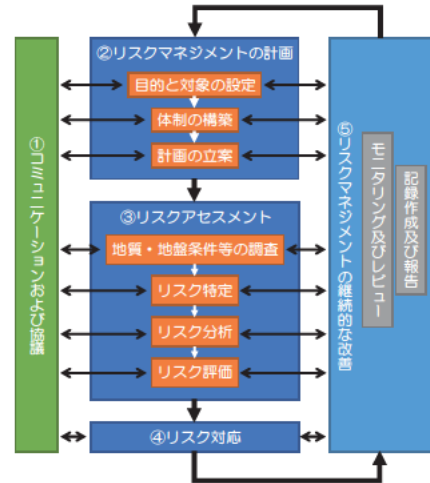 ①コミュニケーションおよび協議
②リスクマネジメントの計画
目的と対象の設定
体制の構築
計画の立案
③リスクアセスメント
地質・地盤条件等の調査
リスク特定
リスク分析
リスク評価
④リスク対応
⑤リスクマネジメントの継続的な改善
モニタリング及びレビュー
記録作成及び報告